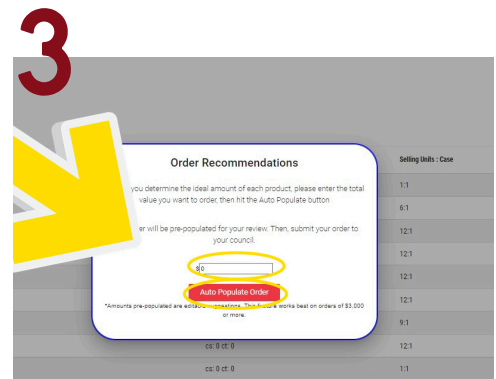 3
Order Recommendations
you determine the ideal amount of each product, please enter the total
value you want to order, then hit the Auto Populate button
er will be pre-populated for your review. Then, submit your order to
your council.
$ 0
Auto Populate Order
*Amounts pre-populated are editable suggestions. This feature works best on orders of $3,000
or more.
Selling Units : Case
1:1
6:1
12:1
12:1
12:1
12:1
9:1
cs: 0 ct: 0 12:1
cs: 0 ct: 0 1:1